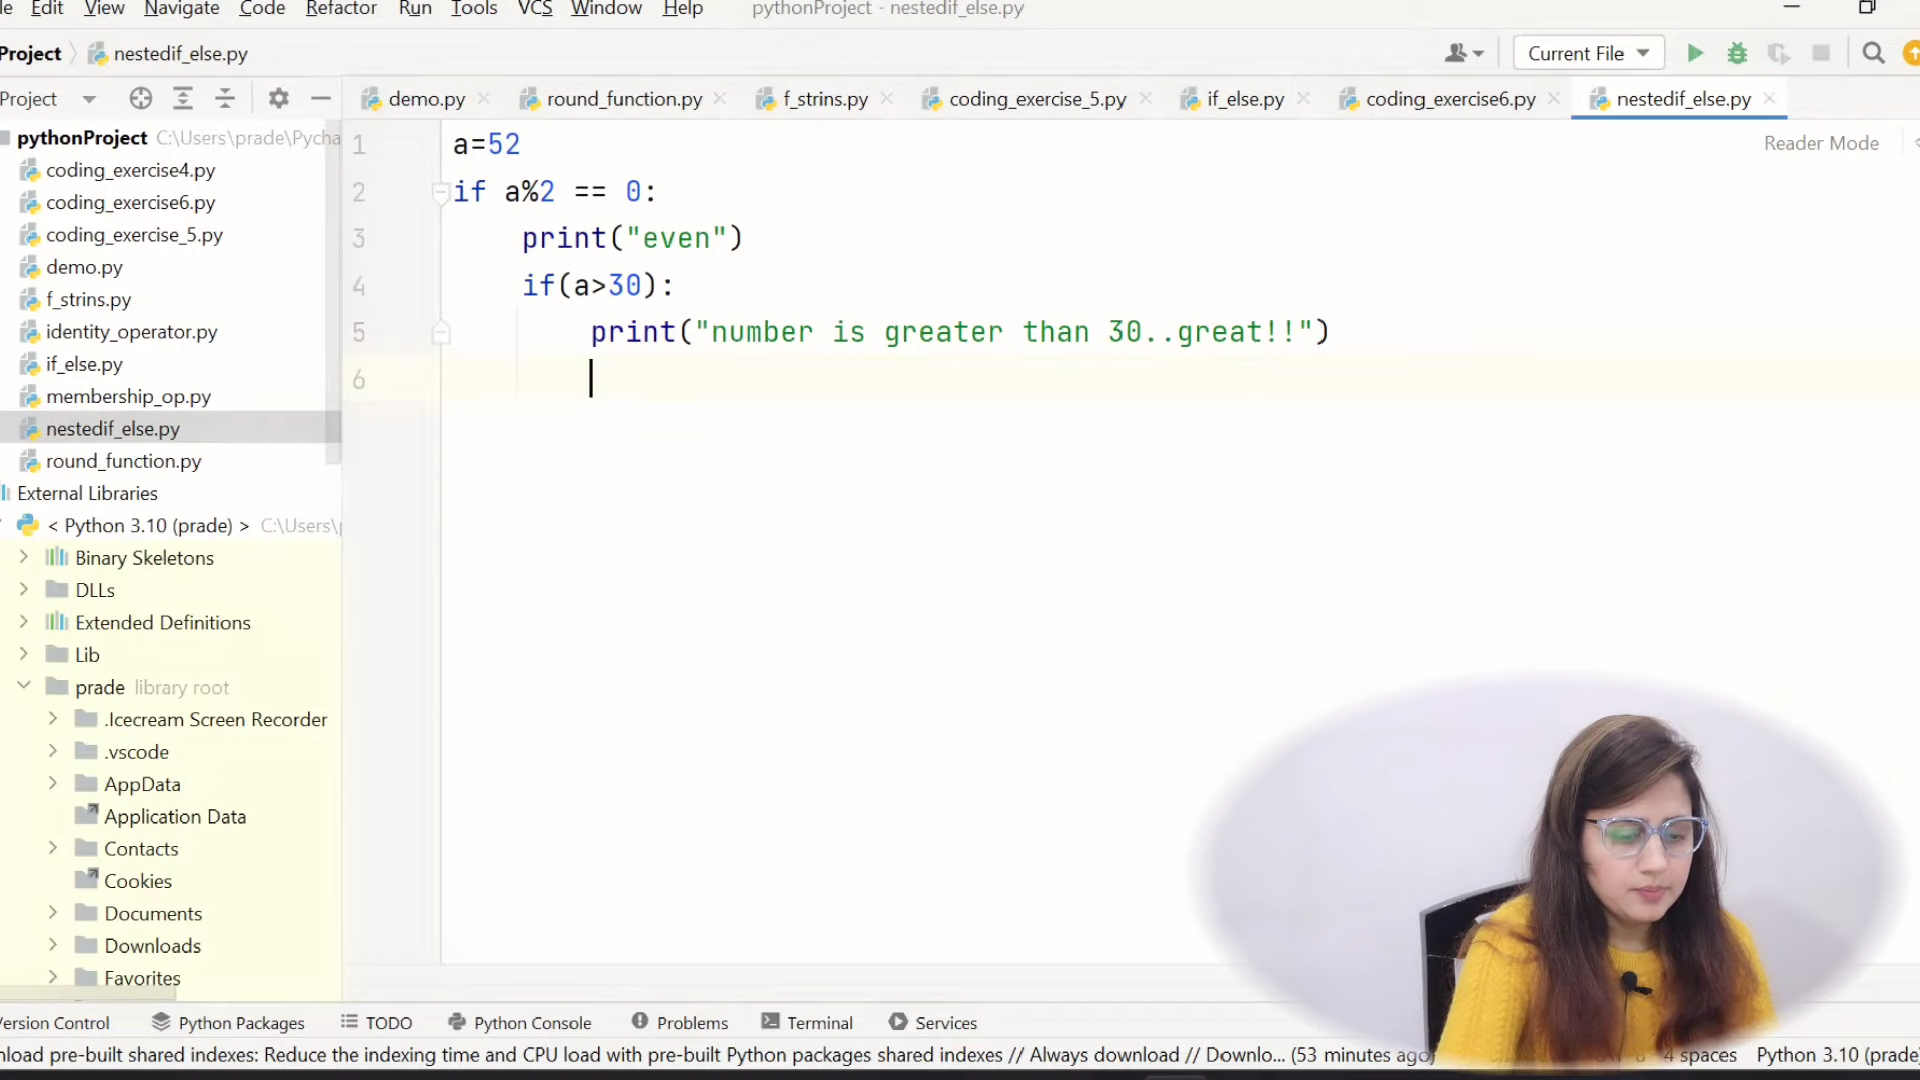 le Edit View Navigate Code Refactor Run Tools VCS Window Help pythonProject - nestedif_else.py
Project nestedif_else.py Current File
Project demo.py round_function.py f_strins.py coding_exercise_5.py if_else.py coding_exercise6.py nestedif_else.py
Reader Mode
pythonProject C:\Users\prade\Pycha
coding_exercise4.py
coding_exercise6.py
coding_exercise_5.py
demo.py
f_strins.py
identity_operator.py
if_else.py
membership_op.py
nestedif_else.py
round_function.py
External Libraries
< Python 3.10 (prade) > C:\Users\
Binary Skeletons
DLLs
Extended Definitions
Lib
prade library root
.Icecream Screen Recorder
.vscode
AppData
Application Data
Contacts
Cookies
Documents
Downloads
Favorites
1 a=52
2 if a%2 == 0:
3 print("even")
4 if(a>30):
5 print("number is greater than 30..great!!")
6
ersion Control Python Packages TODO Python Console Problems Terminal Services
nload pre-built shared indexes: Reduce the indexing time and CPU load with pre-built Python packages shared indexes // Always download // Downlo... (53 minutes ago) 4 spaces Python 3.10 (prade)